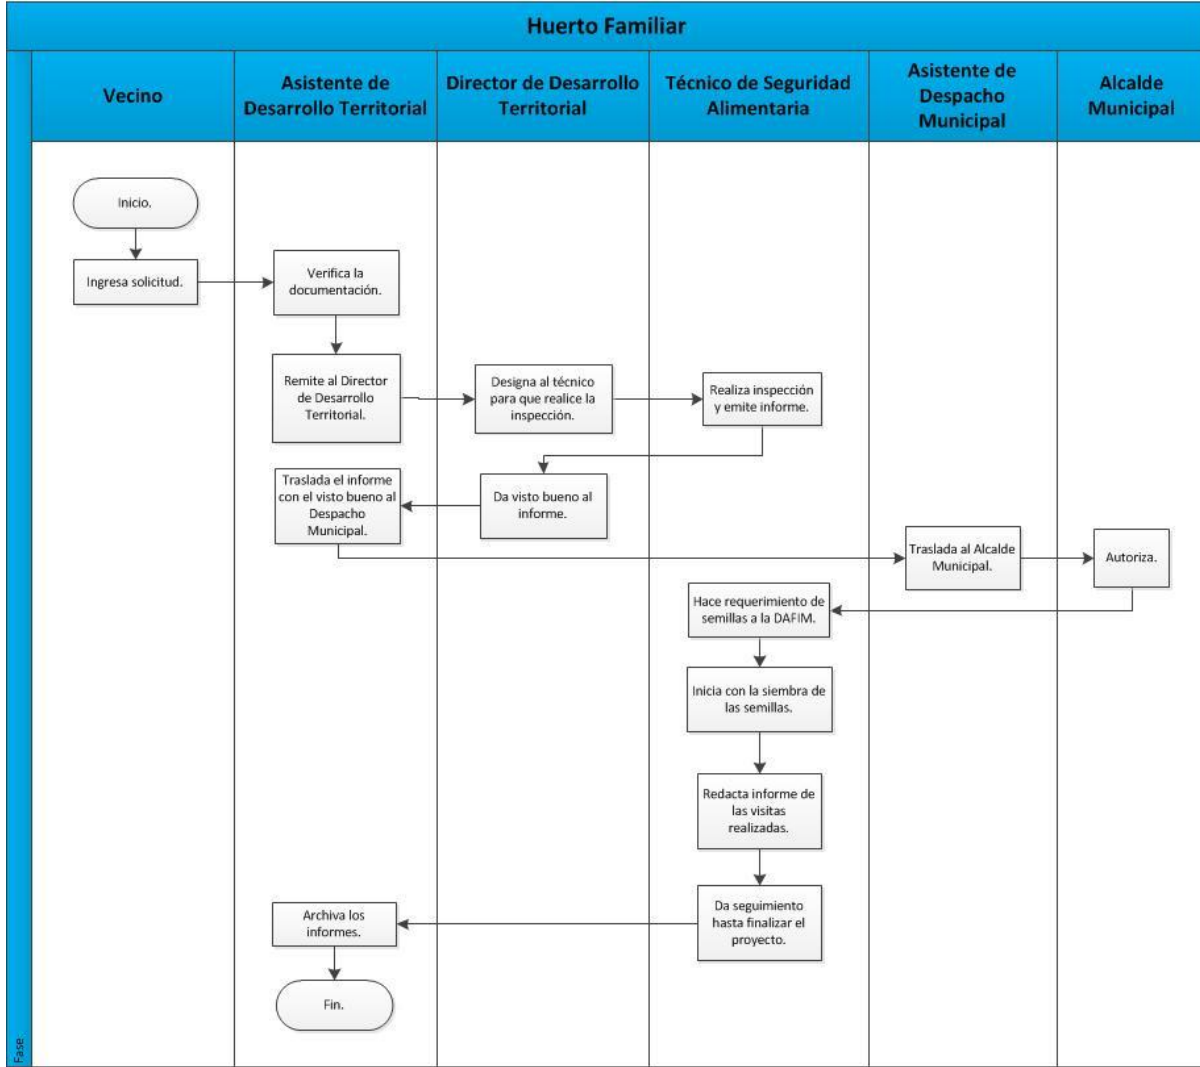 Huerto Familiar
Vecino
Asistente de
Desarrollo Territorial
Director de Desarrollo
Territorial
Técnico de Seguridad
Alimentaria
Asistente de
Despacho
Municipal
Alcalde
Municipal
Inicio.
Ingresa solicitud.
Verifica la
documentación.
Remite al Director
de Desarrollo
Territorial.
Designa al técnico
para que realice la
inspección.
Realiza inspección
y emite informe.
Da visto bueno al
informe.
Traslada el informe
con el visto bueno al
Despacho
Municipal.
Traslada al Alcalde
Municipal.
Autoriza.
Hace requerimiento de
semillas a la DAFIM.
Inicia con la siembra de
las semillas.
Redacta informe de
las visitas
realizadas.
Da seguimiento
hasta finalizar el
proyecto.
Archiva los
informes.
Fin.
Fase